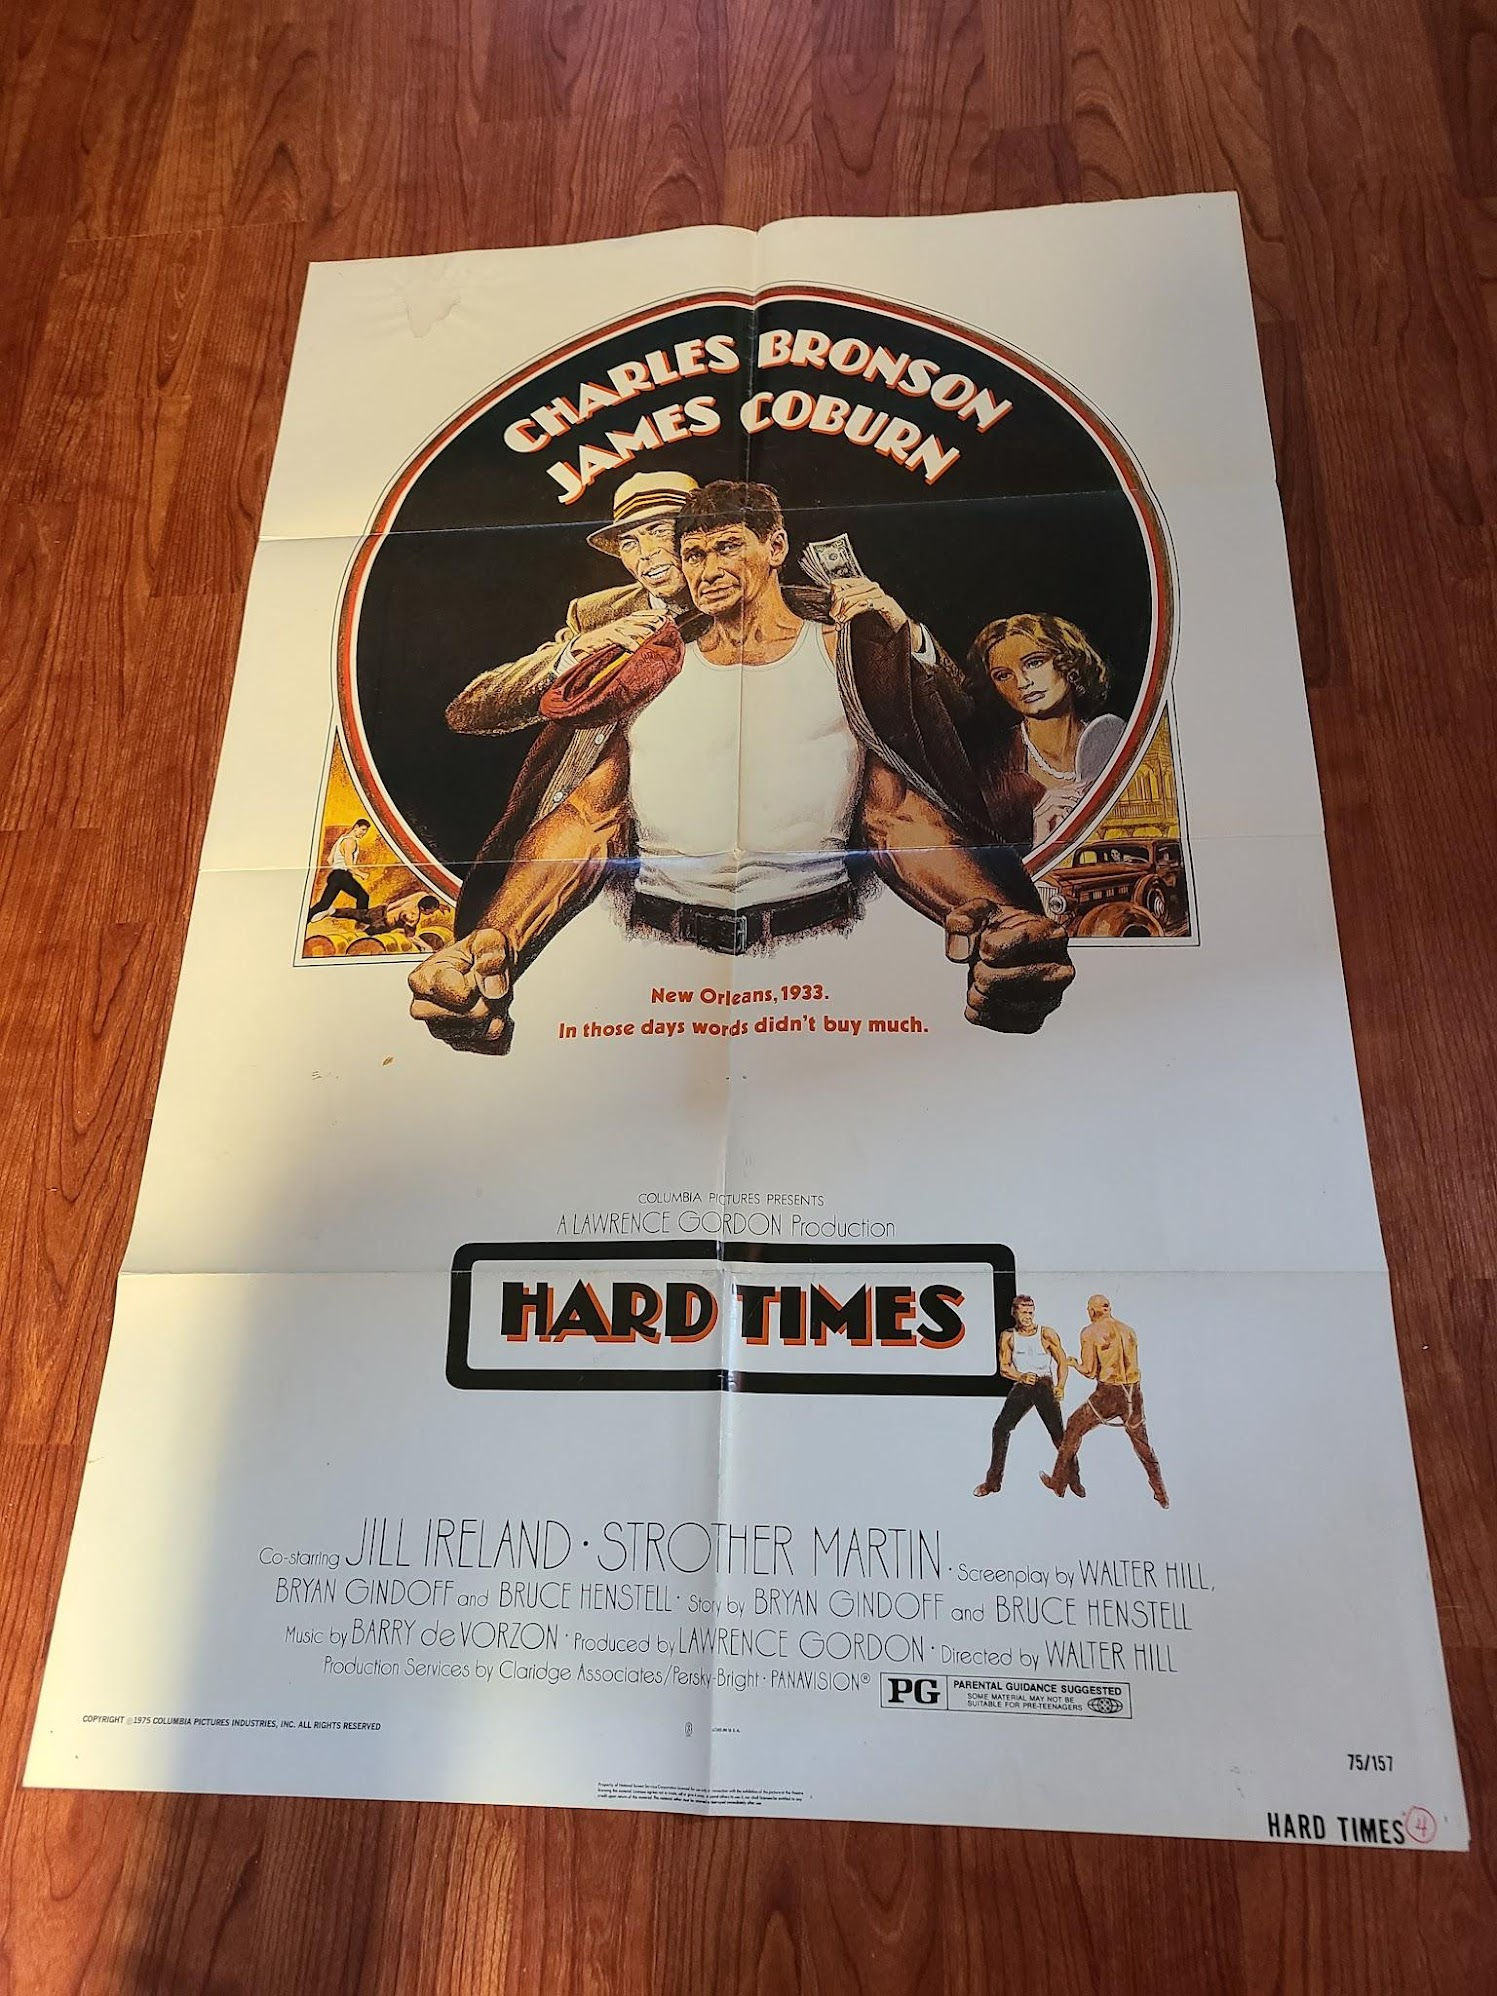 CHARLES BRONSON
JAMES COBURN
New Orleans, 1933.
In those days words didn't buy much.
COLUMBIA PICTURES PRESENTS
A LAWRENCE GORDON Production
HARD TIMES
Co-starring JILL IRELAND · STROTHER MARTIN · Screenplay by WALTER HILL,
BRYAN GINDOFF and BRUCE HENSTELL · Story by BRYAN GINDOFF and BRUCE HENSTELL
Music by BARRY de VORZON · Produced by LAWRENCE GORDON · Directed by WALTER HILL
Production Services by Claridge Associates/Persky-Bright · PANAVISION®
PG PARENTAL GUIDANCE SUGGESTED
SOME MATERIAL MAY NOT BE
SUITABLE FOR PRE-TEENAGERS
COPYRIGHT © 1975 COLUMBIA PICTURES INDUSTRIES, INC. ALL RIGHTS RESERVED
75/157
HARD TIMES 4